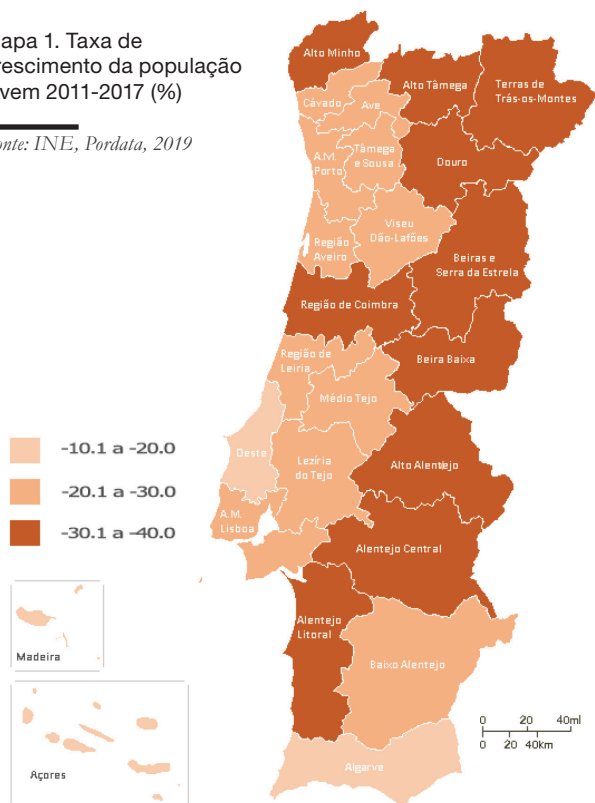 apa 1. Taxa de
rescimento da população
vem 2011-2017 (%)
onte: INE, Pordata, 2019
Alto Minho
Alto Tâmega
Terras de
Trás-os-Montes
Cávado
Ave
A.M.
Porto
Tâmega
e Sousa
Douro
Viseu
Dão-Lafões
Região
Aveiro
Beiras e
Serra da Estrela
Região de Coimbra
Região de
Leiria
Beira Baixa
Médio Tejo
Oeste
Lezíria
do Tejo
Alto Alentejo
A.M.
Lisboa
Alentejo Central
Alentejo
Litoral
Baixo Alentejo
Algarve
-10.1 a -20.0
-20.1 a -30.0
-30.1 a -40.0
Madeira
Açores
0 20 40ml
0 20 40km